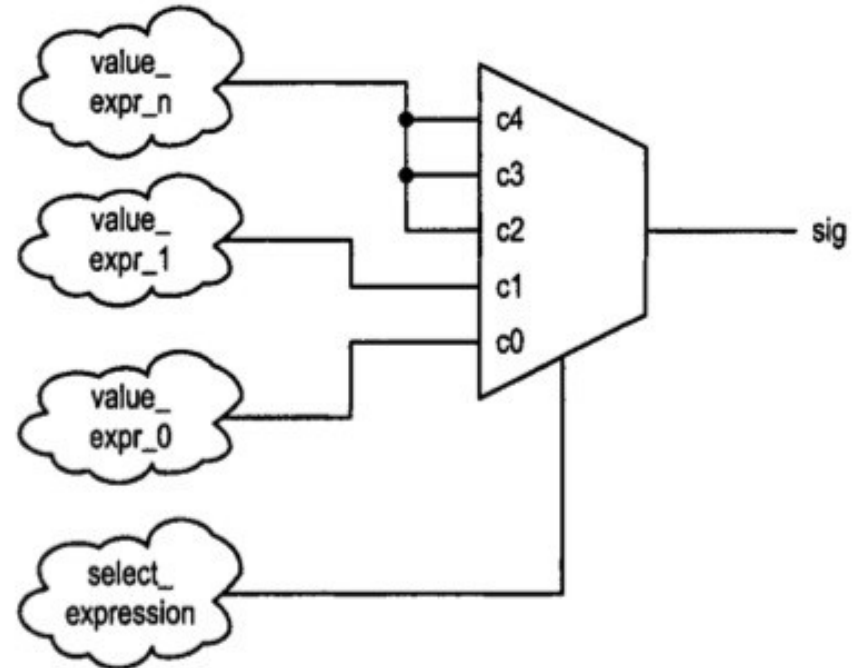 value_
expr_n
value_
expr_1
value_
expr_0
select_
expression
c4
c3
c2
c1
c0
sig